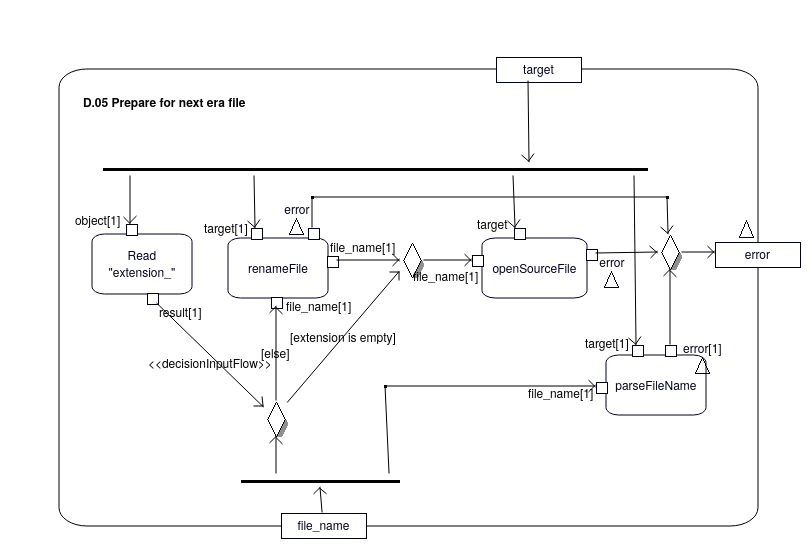 target
D.05 Prepare for next era file
object[1]
Read
"extension_"
result[1]
target[1]
error
renameFile
file_name[1]
file_name[1]
file_name[1]
target
openSourceFile
error
error
[extension is empty]
[else]
<<decisionInputFlow>>
target[1]
error[1]
parseFileName
file_name[1]
file_name